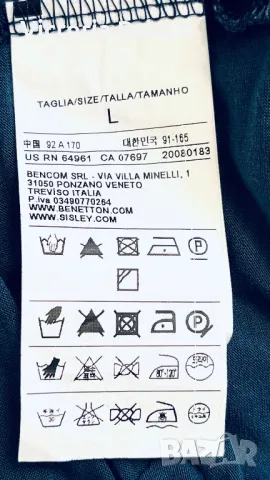 TAGLIA/SIZE/TALLA/TAMANHO
L
中国 92 A 170 대한민국 91-165
US RN 64961 CA 07697 20080183
BENCOM SRL - VIA VILLA MINELLI, 1
31050 PONZANO VENETO
TREVISO ITALIA
P.iva 03490770264
WWW.BENETTON.COM
WWW.SISLEY.COM
P
P
BAZAR